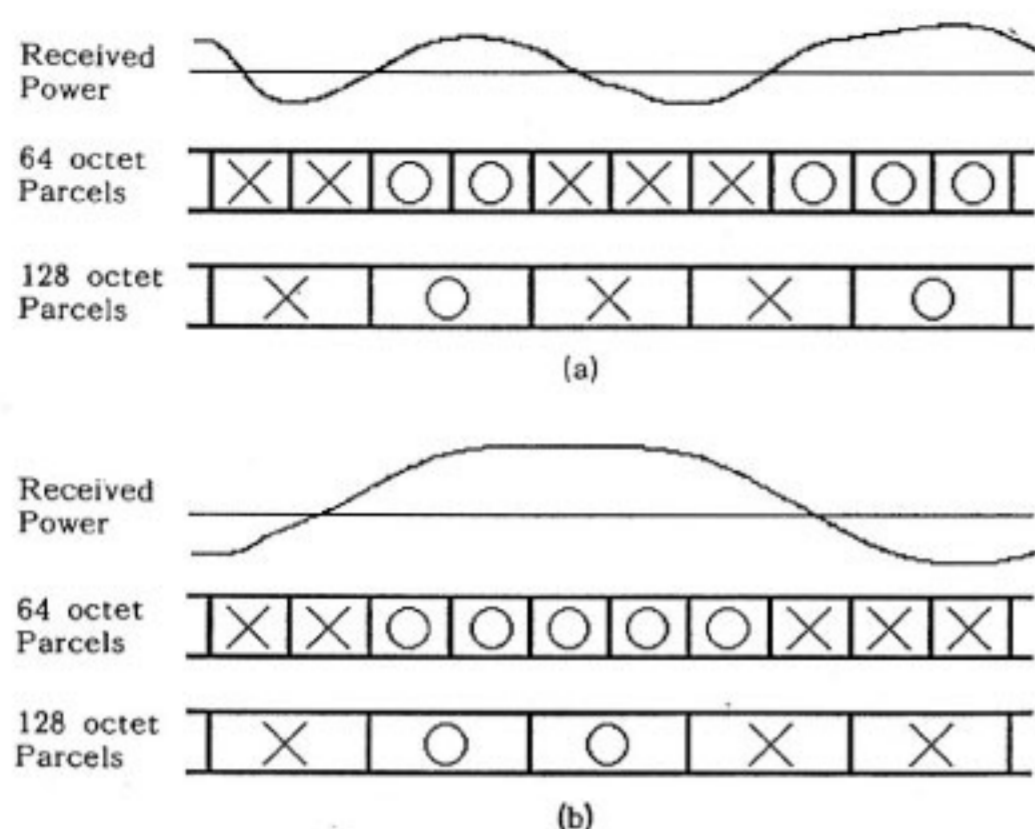 Received
Power
64 octet
Parcels
128 octet
Parcels
(a)
Received
Power
64 octet
Parcels
128 octet
Parcels
(b)